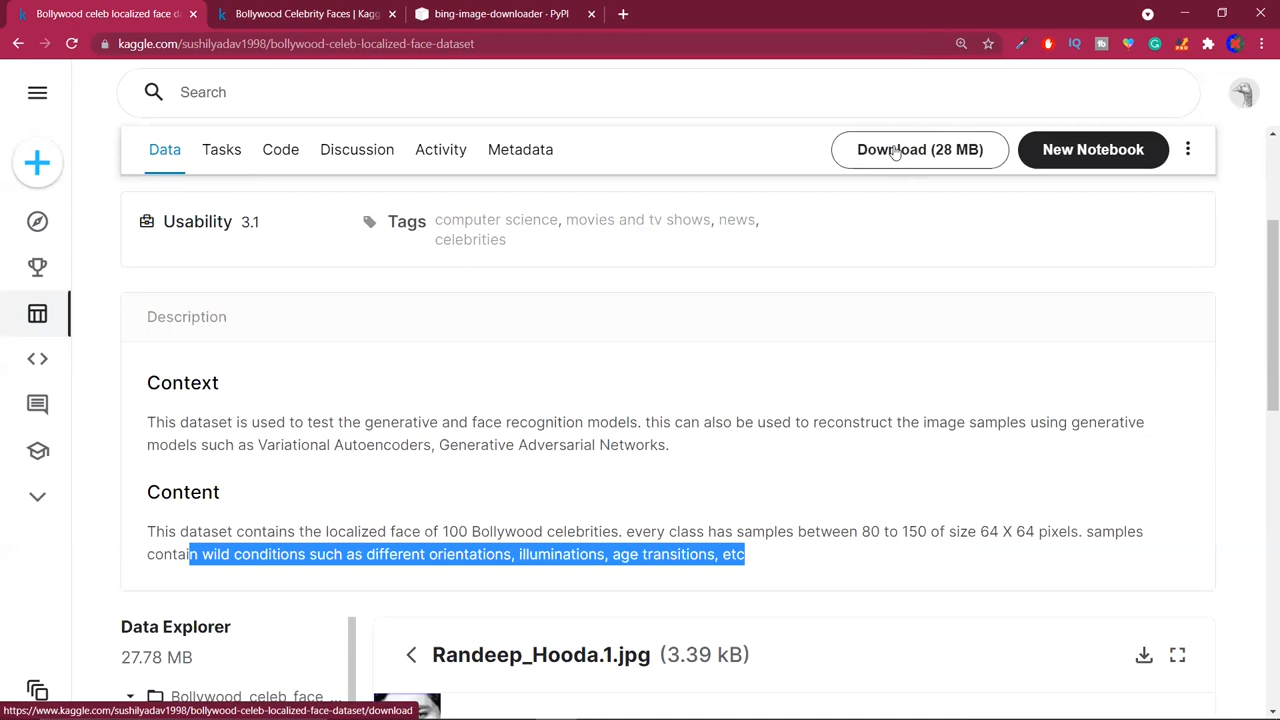 Bollywood celeb localized face d
Bollywood Celebrity Faces | Kagg
bing-image-downloader · PyPI
kaggle.com/sushilyadav1998/bollywood-celeb-localized-face-dataset
Search
Data
Tasks
Code
Discussion
Activity
Metadata
Download (28 MB)
New Notebook
Usability 3.1
Tags computer science, movies and tv shows, news,
celebrities
Description
Context
This dataset is used to test the generative and face recognition models. this can also be used to reconstruct the image samples using generative
models such as Variational Autoencoders, Generative Adversarial Networks.
Content
This dataset contains the localized face of 100 Bollywood celebrities. every class has samples between 80 to 150 of size 64 X 64 pixels. samples
contain wild conditions such as different orientations, illuminations, age transitions, etc
Data Explorer
27.78 MB
Bollywood_celeb_face_...
Randeep_Hooda.1.jpg (3.39 kB)
https://www.kaggle.com/sushilyadav1998/bollywood-celeb-localized-face-dataset/download